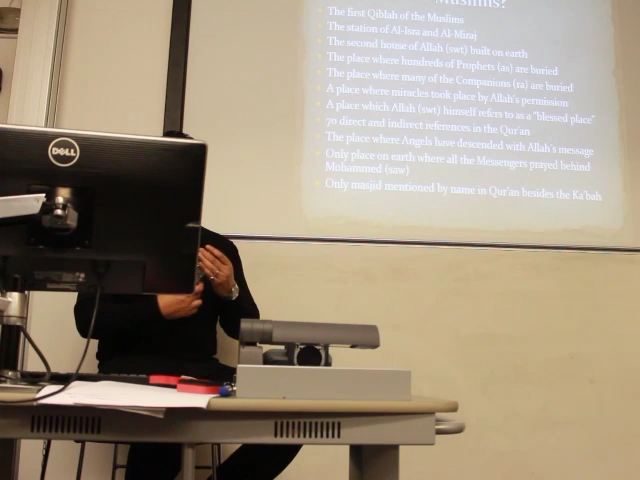 Muslims?
The first Qiblah of the Muslims
The station of Al-Isra and Al-Miraj
The second house of Allah (swt) built on earth
The place where hundreds of Prophets (as) are buried
The place where many of the Companions (ra) are buried
A place where miracles took place by Allah's permission
A place which Allah (swt) himself refers to as a "blessed place"
70 direct and indirect references in the Qur'an
The place where Angels have descended with Allah's message
Only place on earth where all the Messengers prayed behind
Mohammed (saw)
Only masjid mentioned by name in Qur'an besides the Ka'bah
DELL